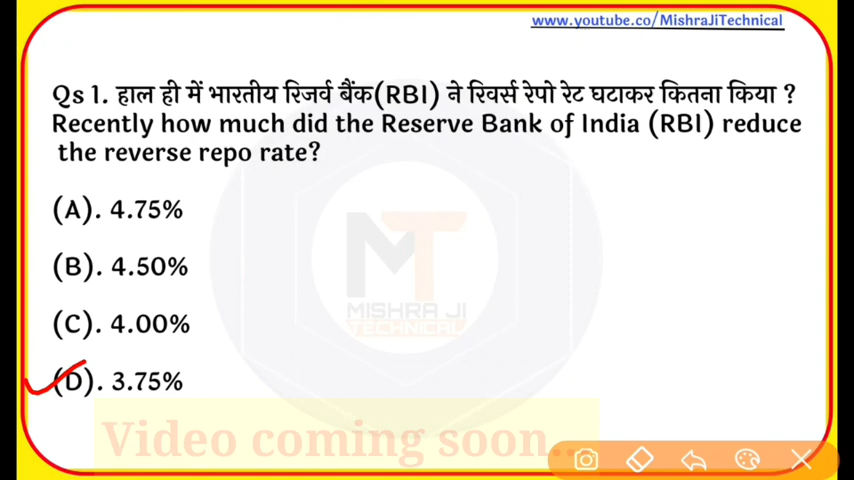 www.youtube.co/MishraJiTechnical
Qs 1. हाल ही में भारतीय रिजर्व बैंक(RBI) ने रिवर्स रेपो रेट घटाकर कितना किया ?
Recently how much did the Reserve Bank of India (RBI) reduce
the reverse repo rate?
(A). 4.75%
(B). 4.50%
(C). 4.00%
(D). 3.75%
MT
MISHRA JI
TECHNICAL
Video coming soon..